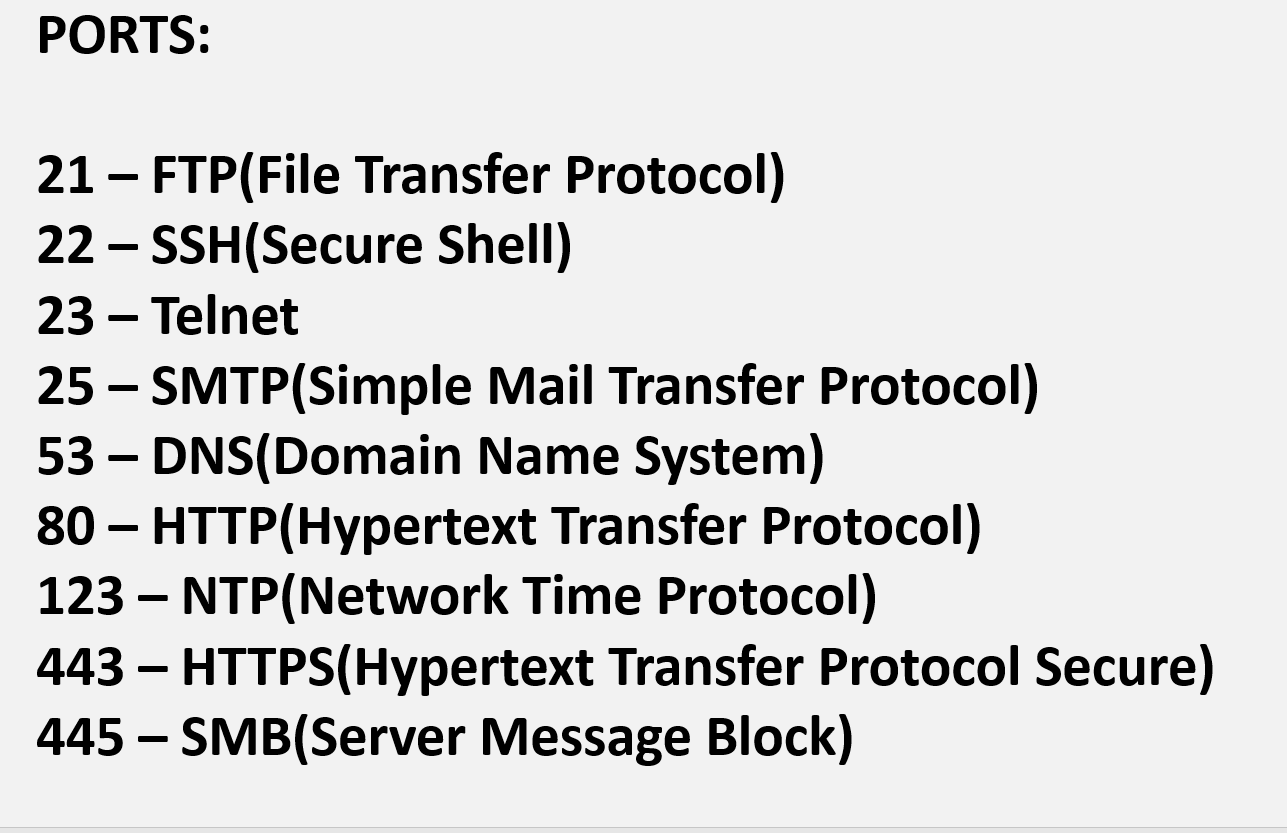 PORTS:
21 – FTP(File Transfer Protocol)
22 – SSH(Secure Shell)
23 – Telnet
25 – SMTP(Simple Mail Transfer Protocol)
53 – DNS(Domain Name System)
80 – HTTP(Hypertext Transfer Protocol)
123 – NTP(Network Time Protocol)
443 – HTTPS(Hypertext Transfer Protocol Secure)
445 – SMB(Server Message Block)